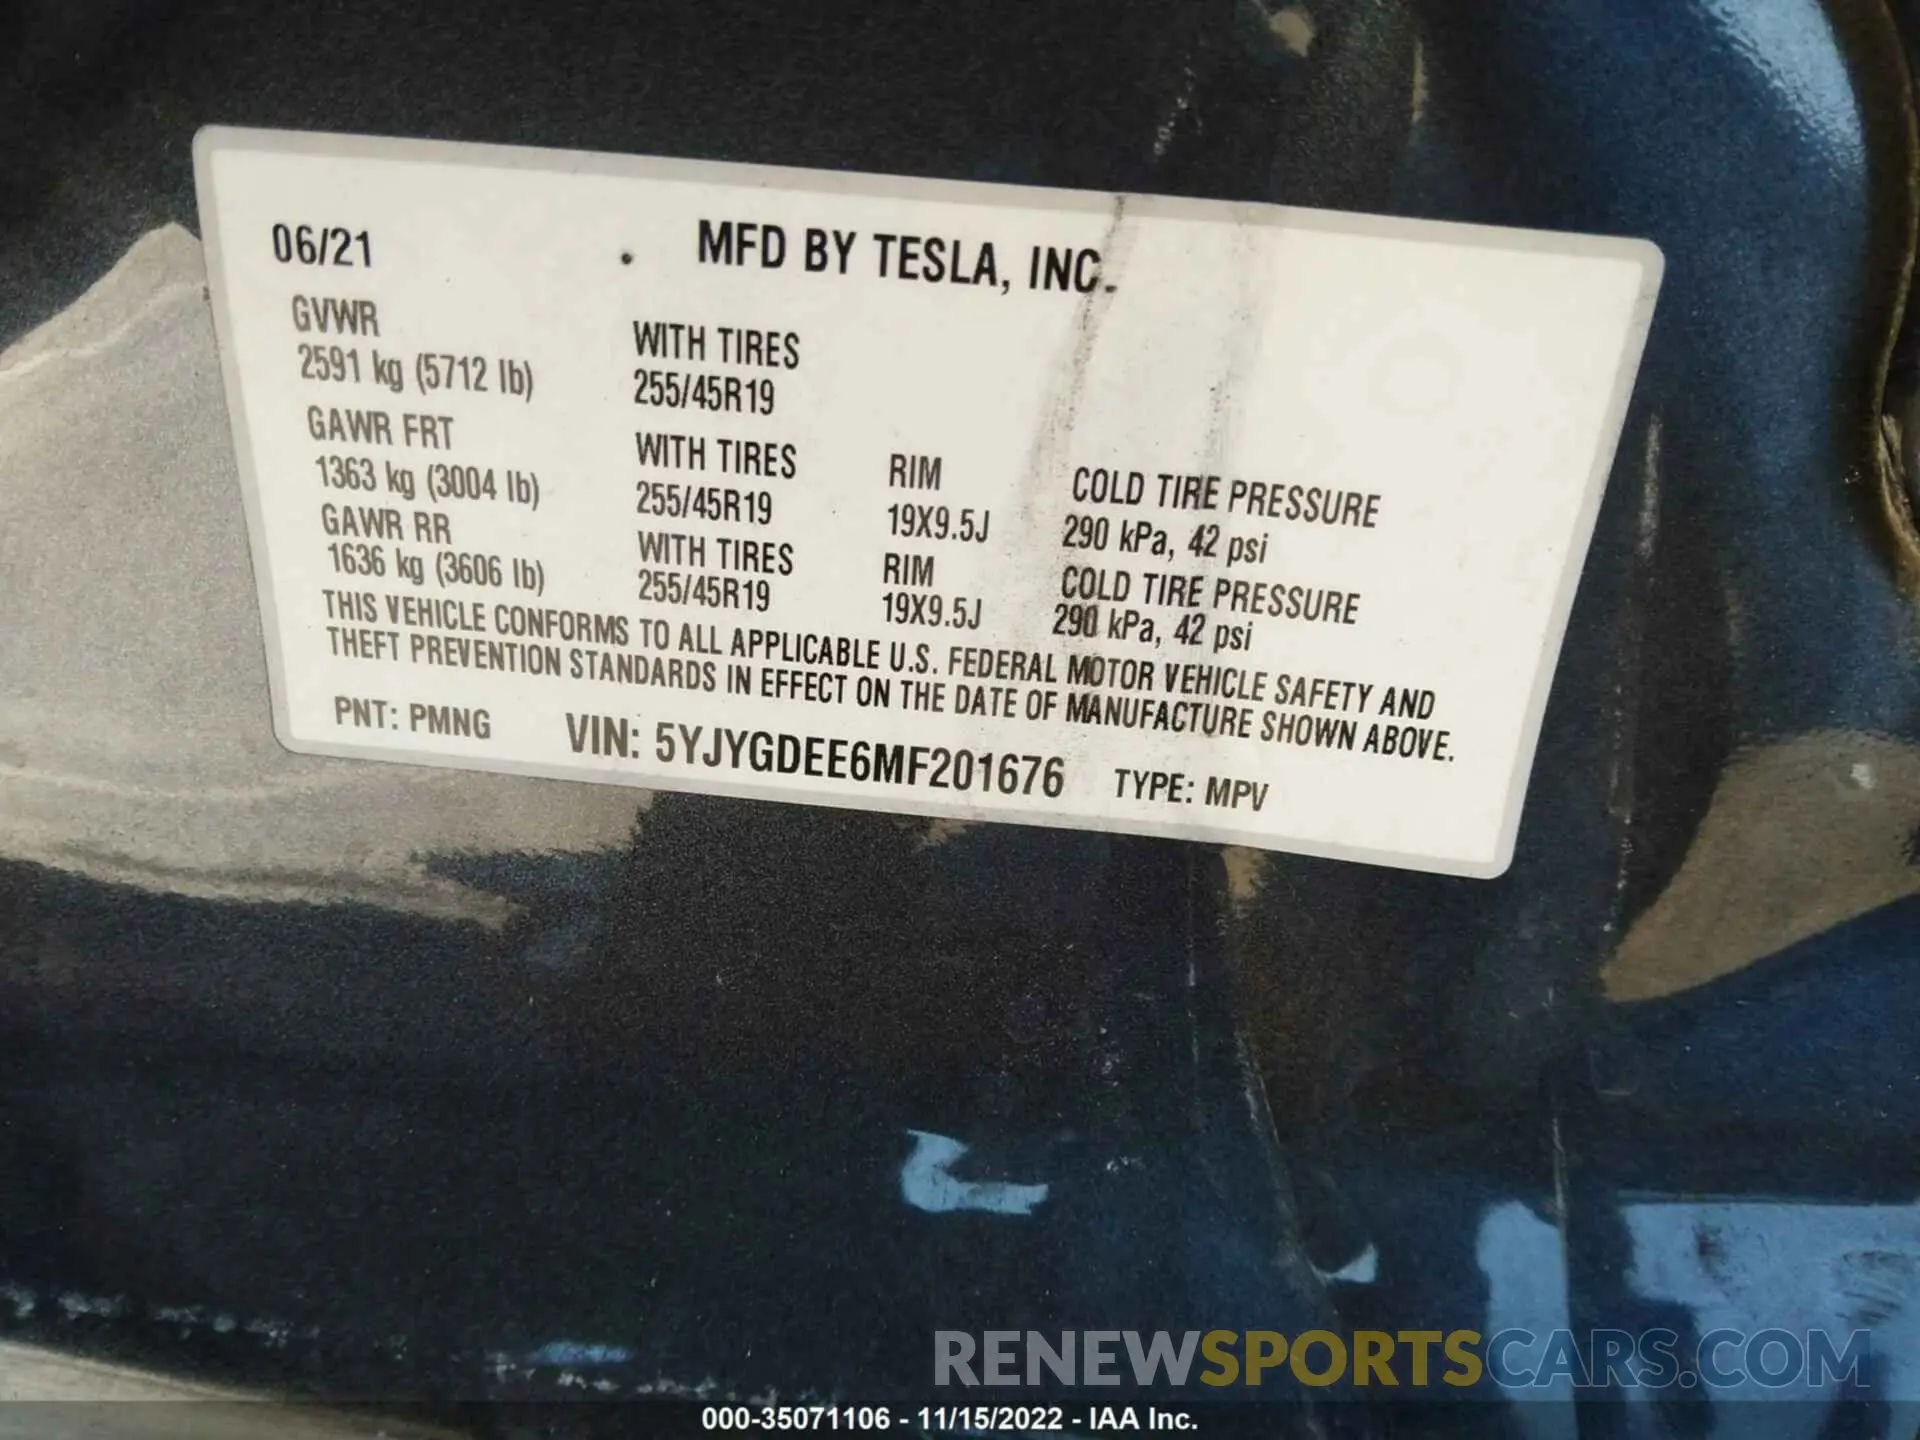 06/21 . MFD BY TESLA, INC.
GVWR WITH TIRES
2591 kg (5712 lb) 255/45R19
GAWR FRT WITH TIRES RIM COLD TIRE PRESSURE
1363 kg (3004 lb) 255/45R19 19X9.5J 290 kPa, 42 psi
GAWR RR WITH TIRES RIM COLD TIRE PRESSURE
1636 kg (3606 lb) 255/45R19 19X9.5J 290 kPa, 42 psi
THIS VEHICLE CONFORMS TO ALL APPLICABLE U.S. FEDERAL MOTOR VEHICLE SAFETY AND
THEFT PREVENTION STANDARDS IN EFFECT ON THE DATE OF MANUFACTURE SHOWN ABOVE.
PNT: PMNG VIN: 5YJYGDEE6MF201676 TYPE: MPV
RENEWSPORTSCARS.COM
000-35071106 - 11/15/2022 - IAA Inc.